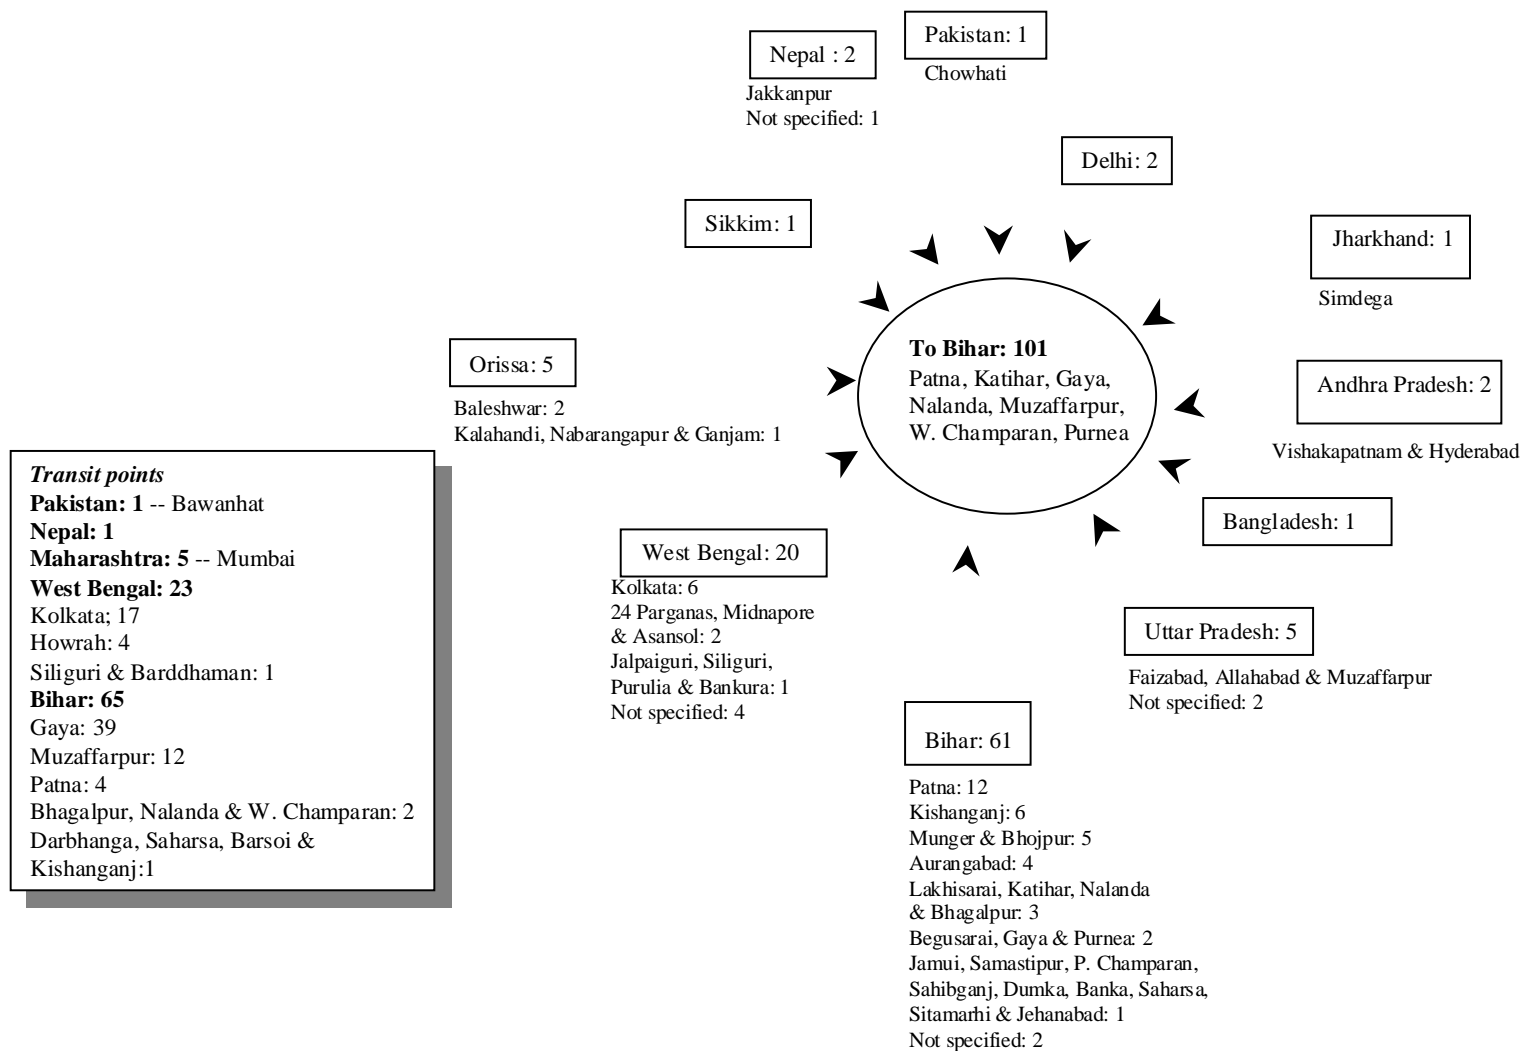 Pakistan: 1
Chowhati
Nepal : 2
Jakkanpur
Not specified: 1
Delhi: 2
Sikkim: 1
Jharkhand: 1
Simdega
To Bihar: 101
Patna, Katihar, Gaya,
Nalanda, Muzaffarpur,
W. Champaran, Purnea
Orissa: 5
Baleshwar: 2
Kalahandi, Nabarangapur & Ganjam: 1
Andhra Pradesh: 2
Vishakapatnam & Hyderabad
Transit points
Pakistan: 1 -- Bawanhat
Nepal: 1
Maharashtra: 5 -- Mumbai
West Bengal: 23
Kolkata; 17
Howrah: 4
Siliguri & Barddhaman: 1
Bihar: 65
Gaya: 39
Muzaffarpur: 12
Patna: 4
Bhagalpur, Nalanda & W. Champaran: 2
Darbhanga, Saharsa, Barsoi &
Kishanganj:1
Bangladesh: 1
West Bengal: 20
Kolkata: 6
24 Parganas, Midnapore
& Asansol: 2
Jalpaiguri, Siliguri,
Purulia & Bankura: 1
Not specified: 4
Uttar Pradesh: 5
Faizabad, Allahabad & Muzaffarpur
Not specified: 2
Bihar: 61
Patna: 12
Kishanganj: 6
Munger & Bhojpur: 5
Aurangabad: 4
Lakhisarai, Katihar, Nalanda
& Bhagalpur: 3
Begusarai, Gaya & Purnea: 2
Jamui, Samastipur, P. Champaran,
Sahibganj, Dumka, Banka, Saharsa,
Sitamarhi & Jehanabad: 1
Not specified: 2